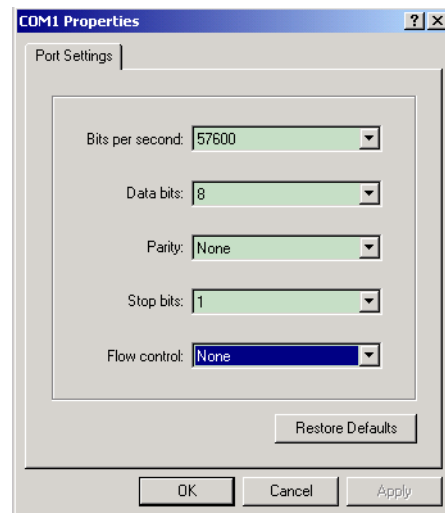 COM1 Properties
Port Settings
Bits per second: 57600
Data bits: 8
Parity: None
Stop bits: 1
Flow control: None
Restore Defaults
OK Cancel Apply